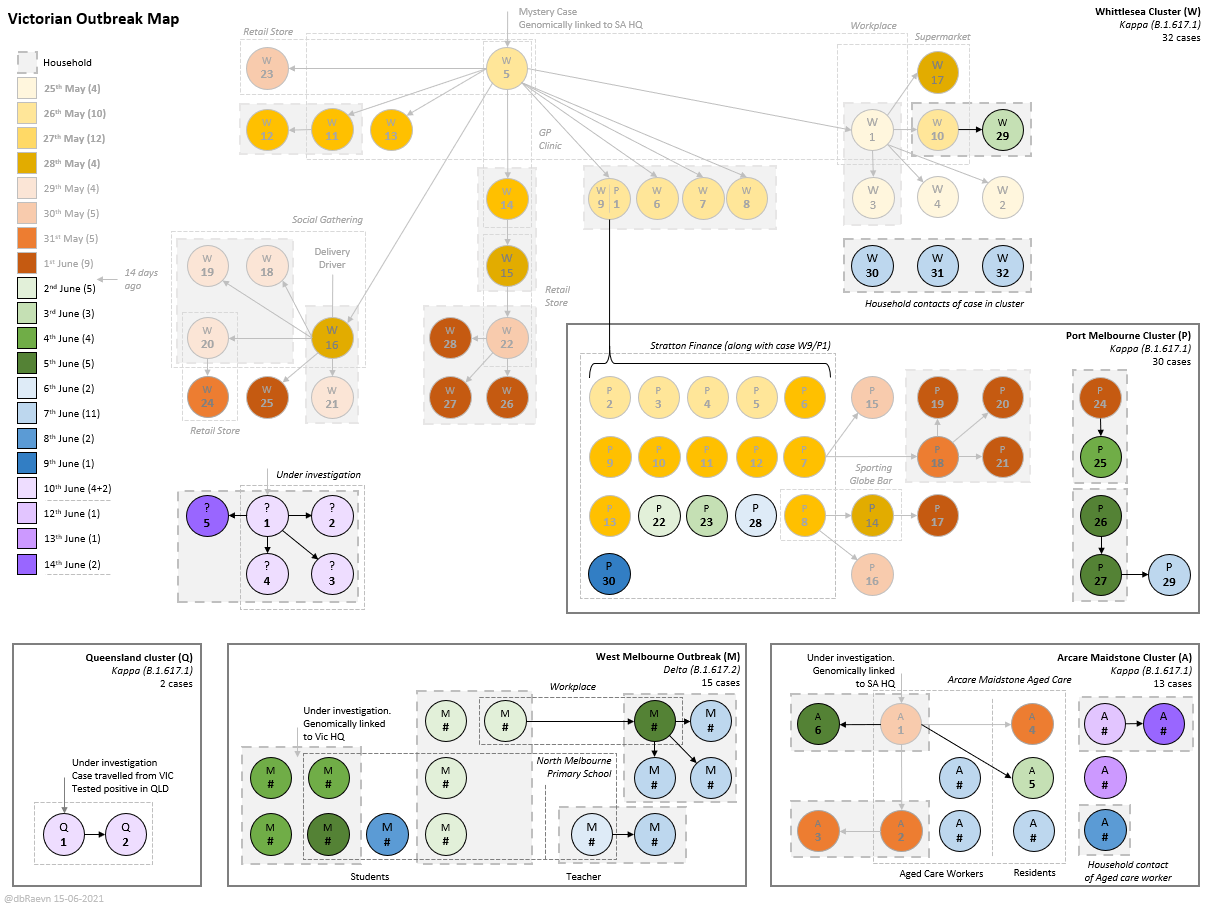 Victorian Outbreak Map
Household
25th May (4)
26th May (10)
27th May (12)
28th May (4)
29th May (4)
30th May (5)
31st May (5)
1st June (9)
2nd June (5)
3rd June (3)
4th June (4)
5th June (5)
6th June (2)
7th June (11)
8th June (2)
9th June (1)
10th June (4+2)
12th June (1)
13th June (1)
14th June (2)
14 days
ago
Mystery Case
Genomically linked to SA HQ
Whittlesea Cluster (W)
Kappa (B.1.617.1)
32 cases
Retail Store
W
23
W
5
Workplace
Supermarket
W
17
W
12
W
11
W
13
GP
Clinic
W
1
W
10
W
29
W
14
W P
9 1
W
6
W
7
W
8
W
3
W
4
W
2
Social Gathering
Delivery
Driver
W
19
W
18
W
15
Retail
Store
W
30
W
31
W
32
Household contacts of case in cluster
W
20
W
16
W
28
W
22
W
24
W
25
W
21
W
27
W
26
Retail Store
Under investigation
?
5
?
1
?
2
?
4
?
3
Port Melbourne Cluster (P)
Kappa (B.1.617.1)
30 cases
Stratton Finance (along with case W9/P1)
P
2
P
3
P
4
P
5
P
6
P
15
P
19
P
20
P
24
P
9
P
10
P
11
P
12
P
7
Sporting
Globe Bar
P
18
P
21
P
25
P
13
P
22
P
23
P
28
P
8
P
14
P
17
P
26
P
30
P
16
P
27
P
29
Queensland cluster (Q)
Kappa (B.1.617.1)
2 cases
Under investigation
Case travelled from VIC
Tested positive in QLD
Q
1
Q
2
West Melbourne Outbreak (M)
Delta (B.1.617.2)
15 cases
Workplace
Under investigation.
Genomically linked
to Vic HQ
M
#
M
#
M
#
M
#
North Melbourne
Primary School
M
#
M
#
M
#
M
#
M
#
M
#
M
#
M
#
M
#
M
#
M
#
Students
Teacher
Arcare Maidstone Cluster (A)
Kappa (B.1.617.1)
13 cases
Under investigation.
Genomically linked
to SA HQ
Arcare Maidstone Aged Care
A
6
A
1
A
4
A
#
A
#
A
#
A
5
A
#
A
3
A
2
A
#
A
#
A
#
Aged Care Workers
Residents
Household contact
of Aged care worker
@dbRaevn 15-06-2021